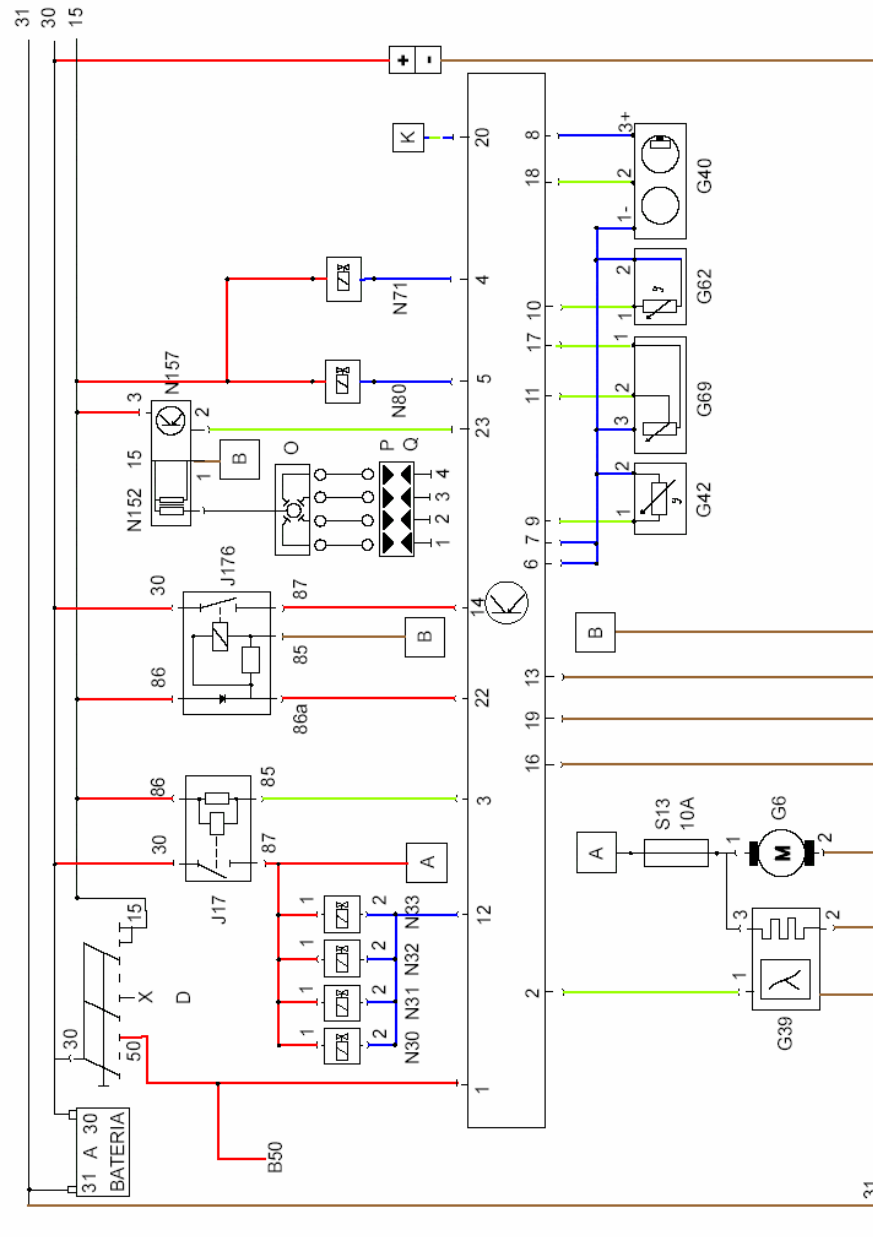 31
30
15
+ -
K
20
8
3+
18
2
1-
G40
4
N71
10
2
1
G62
17
1
11
2
3
G69
5
N80
23
3
N157
2
15
1
N152
B
O
P
Q
1 2 3 4
9
7
6
1
2
G42
30
J176
87
14
86
85
86a
B
22
B
13
19
16
86
85
3
30
87
J17
A
A
S13
10A
G6
1
2
M
3
2
1
G39
2
12
1
1
1
1
2
2
2
2
N30 N31 N32 N33
15
X
D
30
50
1
B50
31 A 30
BATERIA
31